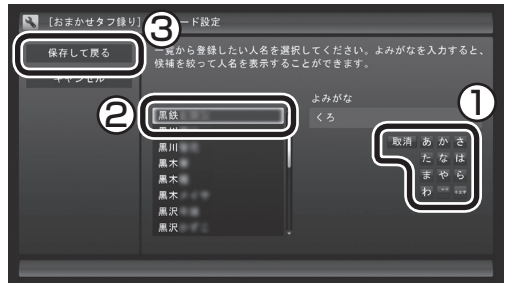 [おまかせタフ録り]
ード設定
③
保存して戻る
キャンセル
一覧から登録したい人名を選択してください。よみがなを入力すると、
候補を絞って人名を表示することができます。
よみがな
くろ
①
②
黒鉄
黒川
黒川
黒木
黒木
黒木
黒沢
黒沢
取消 あ か さ
た な は
ま や ら
わ